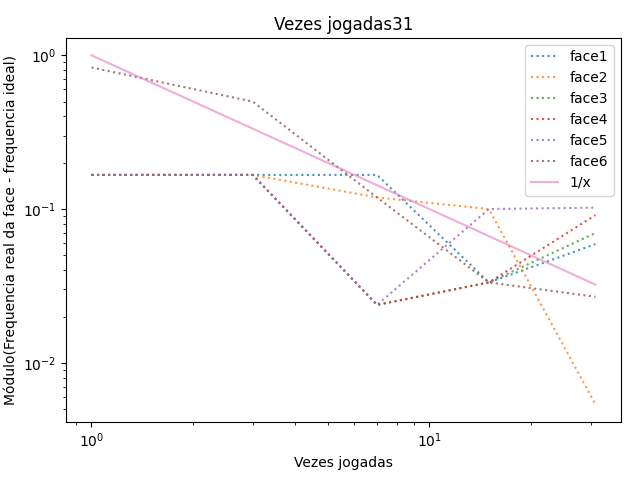 Vezes jogadas31
Módulo(Frequencia real da face - frequencia ideal)
10⁰
10⁻¹
10⁻²
face1
face2
face3
face4
face5
face6
1/x
10⁰
10¹
Vezes jogadas